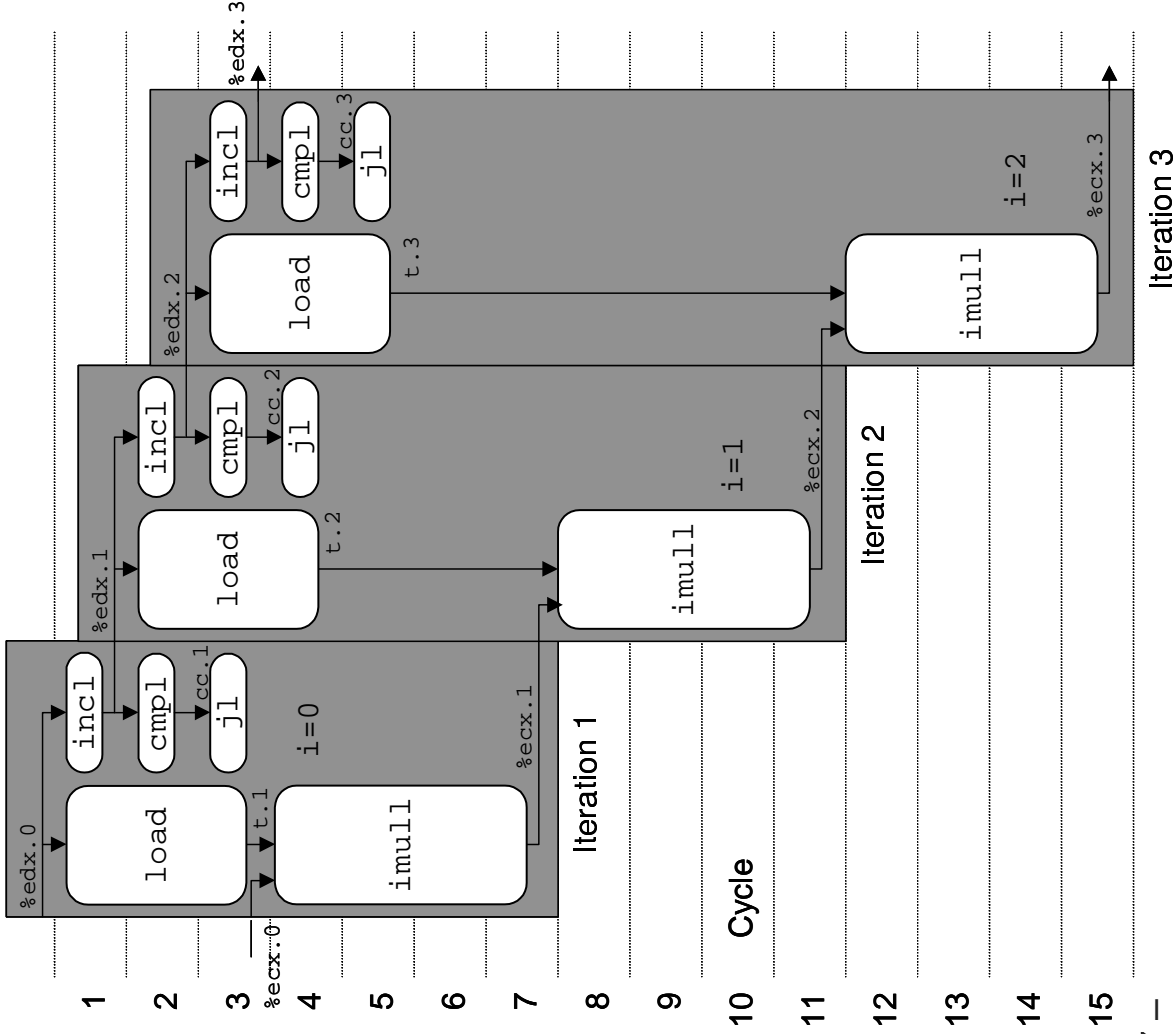 %edx.0
load
incl
cmpl
cc.1
jl
%ecx.0
t.1
imull
i=0
%ecx.1
Iteration 1
%edx.1
load
incl
cmpl
cc.2
jl
t.2
imull
i=1
%ecx.2
Iteration 2
%edx.2
load
incl
%edx.3
cmpl
cc.3
jl
t.3
imull
i=2
%ecx.3
Iteration 3
Cycle
1
2
3
4
5
6
7
8
9
10
11
12
13
14
15